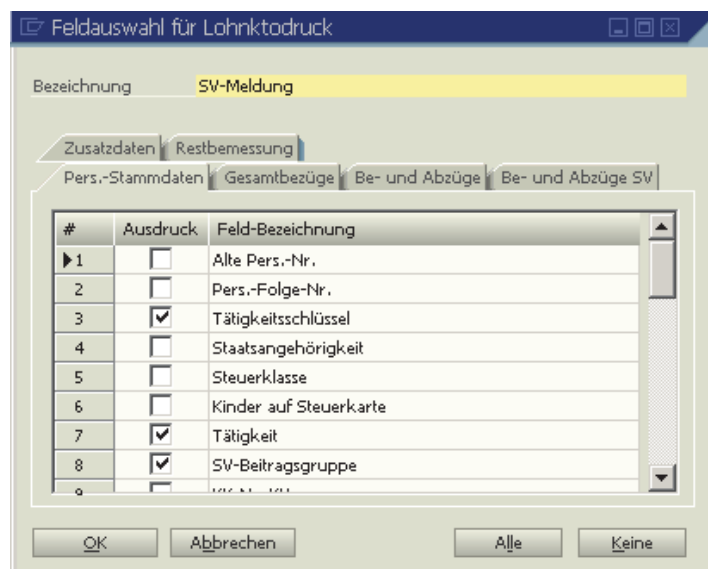 Feldauswahl für Lohnktodruck
Bezeichnung SV-Meldung
Zusatzdaten Restbemessung
Pers.-Stammdaten Gesamtbezüge Be- und Abzüge Be- und Abzüge SV
# Ausdruck Feld-Bezeichnung
1 Alte Pers.-Nr.
2 Pers.-Folge-Nr.
3 Tätigkeitsschlüssel
4 Staatsangehörigkeit
5 Steuerklasse
6 Kinder auf Steuerkarte
7 Tätigkeit
8 SV-Beitragsgruppe
OK Abbrechen Alle Keine